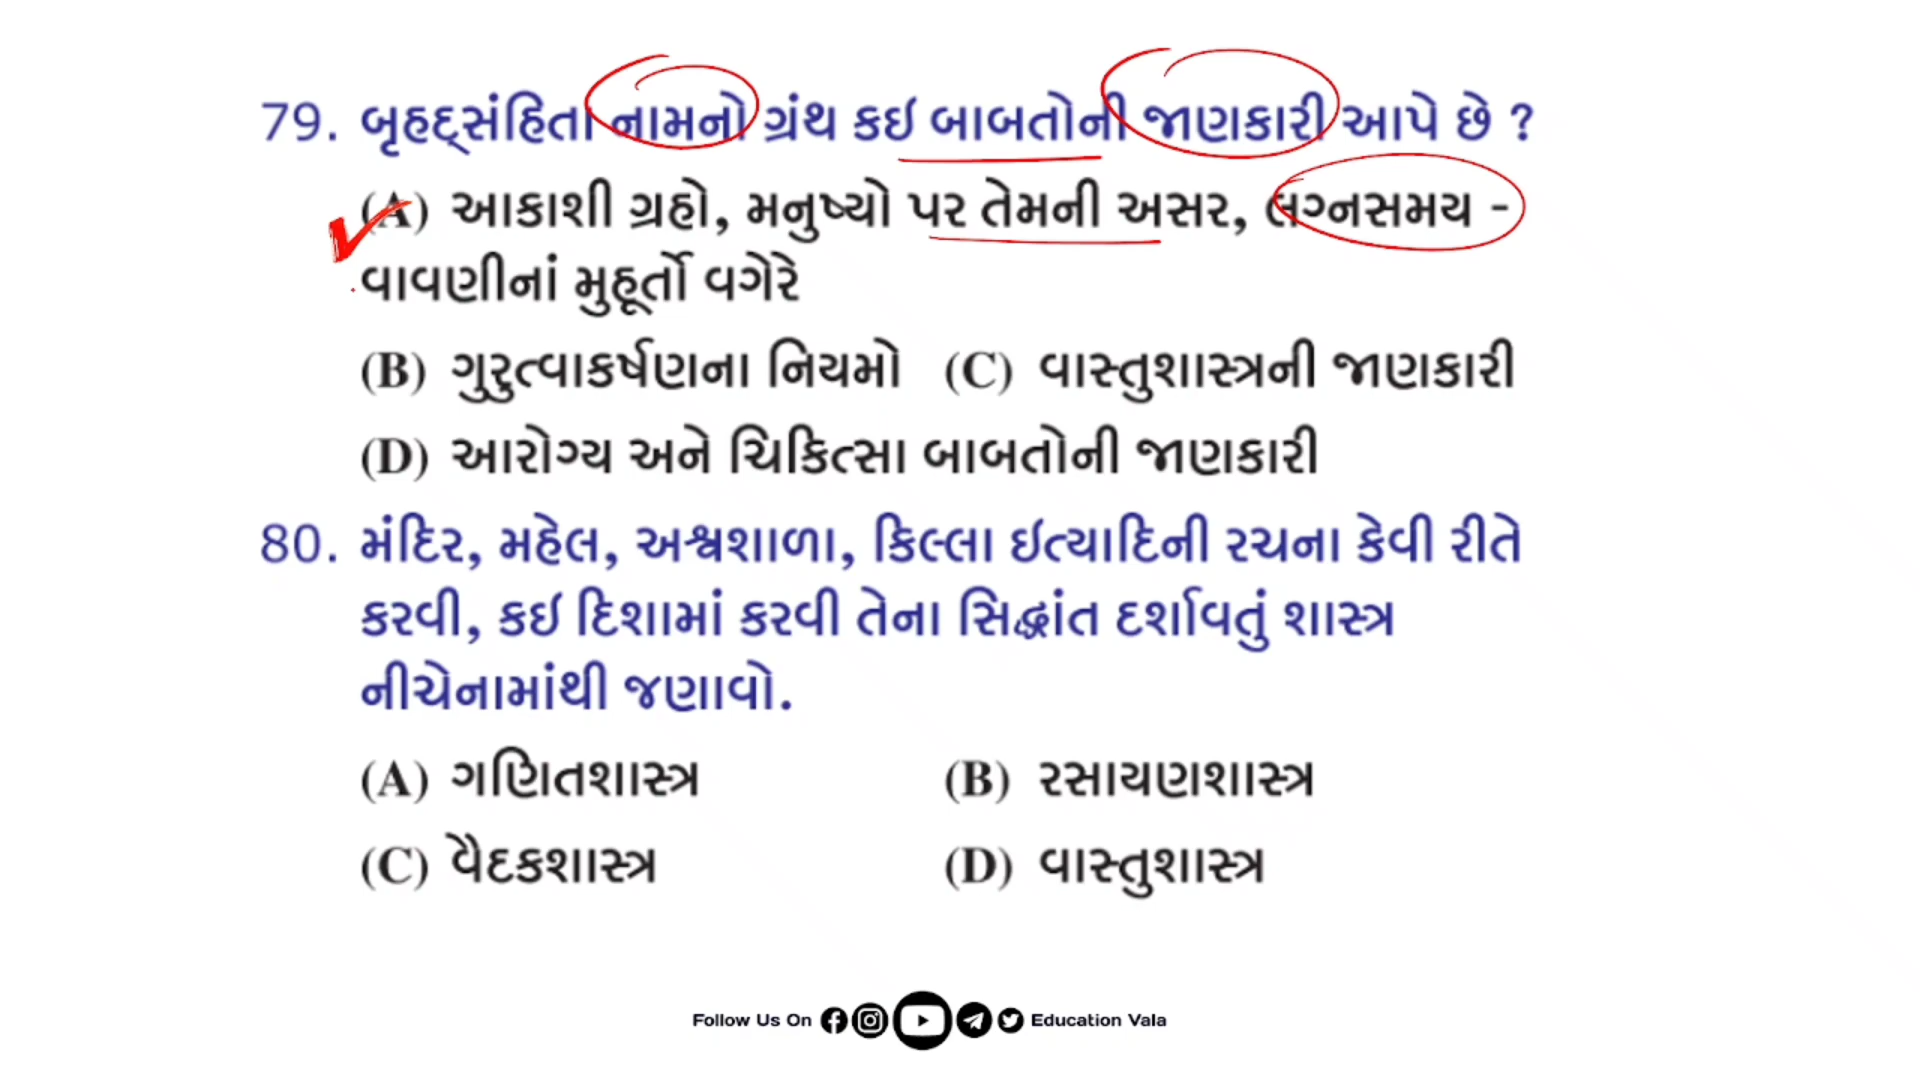 79. બૃહદ્સંહિતા નામનો ગ્રંથ કઇ બાબતોની જાણકારી આપે છે ?
(A) આકાશી ગ્રહો, મનુષ્યો પર તેમની અસર, લગ્નસમય -
વાવણીનાં મુહૂર્તો વગેરે
(B) ગુરુત્વાકર્ષણના નિયમો (C) વાસ્તુશાસ્ત્રની જાણકારી
(D) આરોગ્ય અને ચિકિત્સા બાબતોની જાણકારી
80. મંદિર, મહેલ, અશ્વશાળા, કિલ્લા ઇત્યાદિની રચના કેવી રીતે
કરવી, કઇ દિશામાં કરવી તેના સિદ્ધાંત દર્શાવતું શાસ્ત્ર
નીચેનામાંથી જણાવો.
(A) ગણિતશાસ્ત્ર (B) રસાયણશાસ્ત્ર
(C) વૈદકશાસ્ત્ર (D) વાસ્તુશાસ્ત્ર
Follow Us On Education Vala